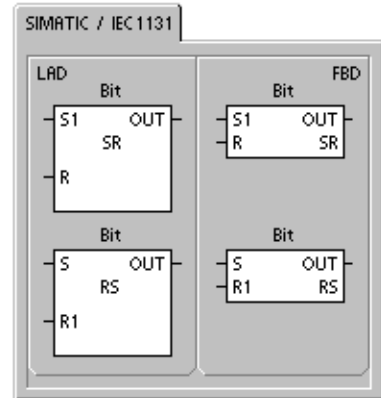 SIMATIC / IEC1131
LAD
Bit
S1 OUT
SR
R
Bit
S OUT
RS
R1
FBD
Bit
S1 OUT
R SR
Bit
S OUT
R1 RS